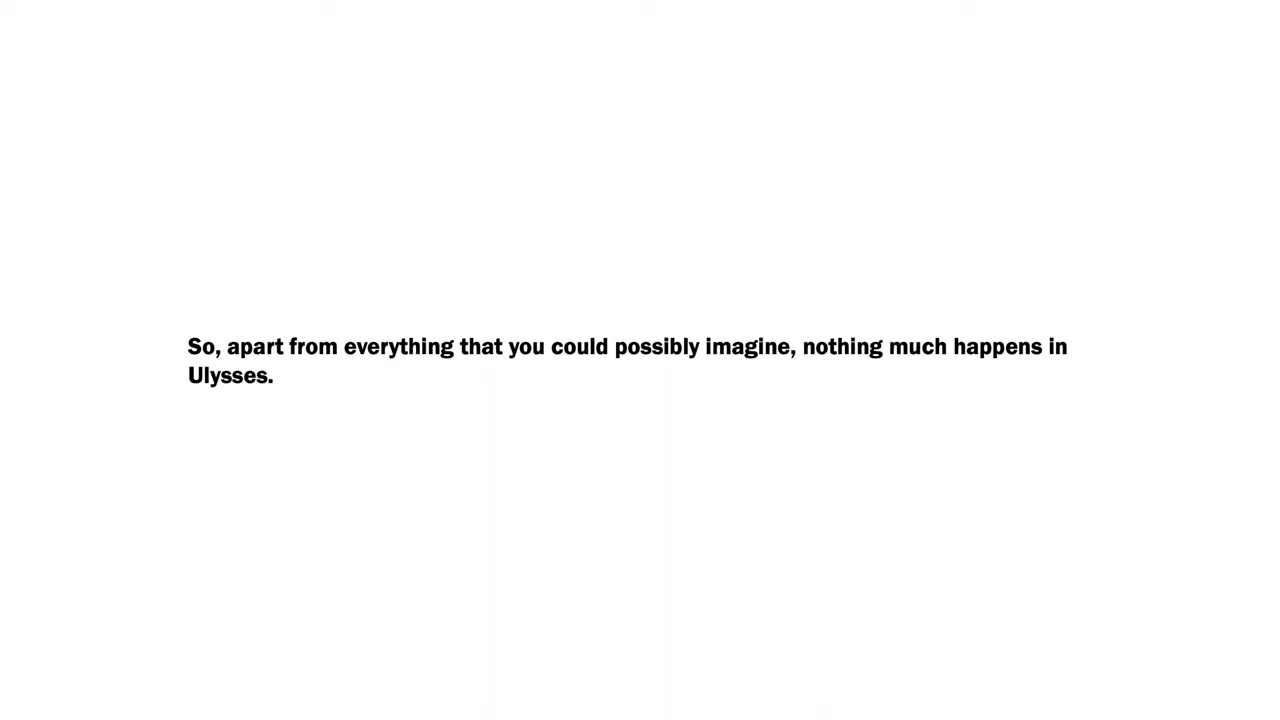 So, apart from everything that you could possibly imagine, nothing much happens in
Ulysses.